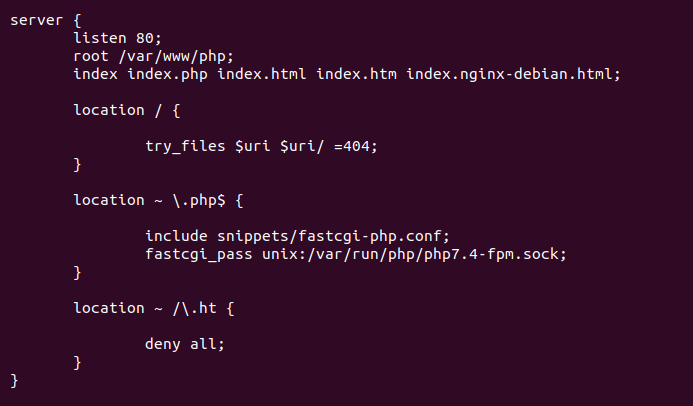 server {
listen 80;
root /var/www/php;
index index.php index.html index.htm index.nginx-debian.html;
location / {
try_files $uri $uri/ =404;
}
location ~ \.php$ {
include snippets/fastcgi-php.conf;
fastcgi_pass unix:/var/run/php/php7.4-fpm.sock;
}
location ~ /\.ht {
deny all;
}
}